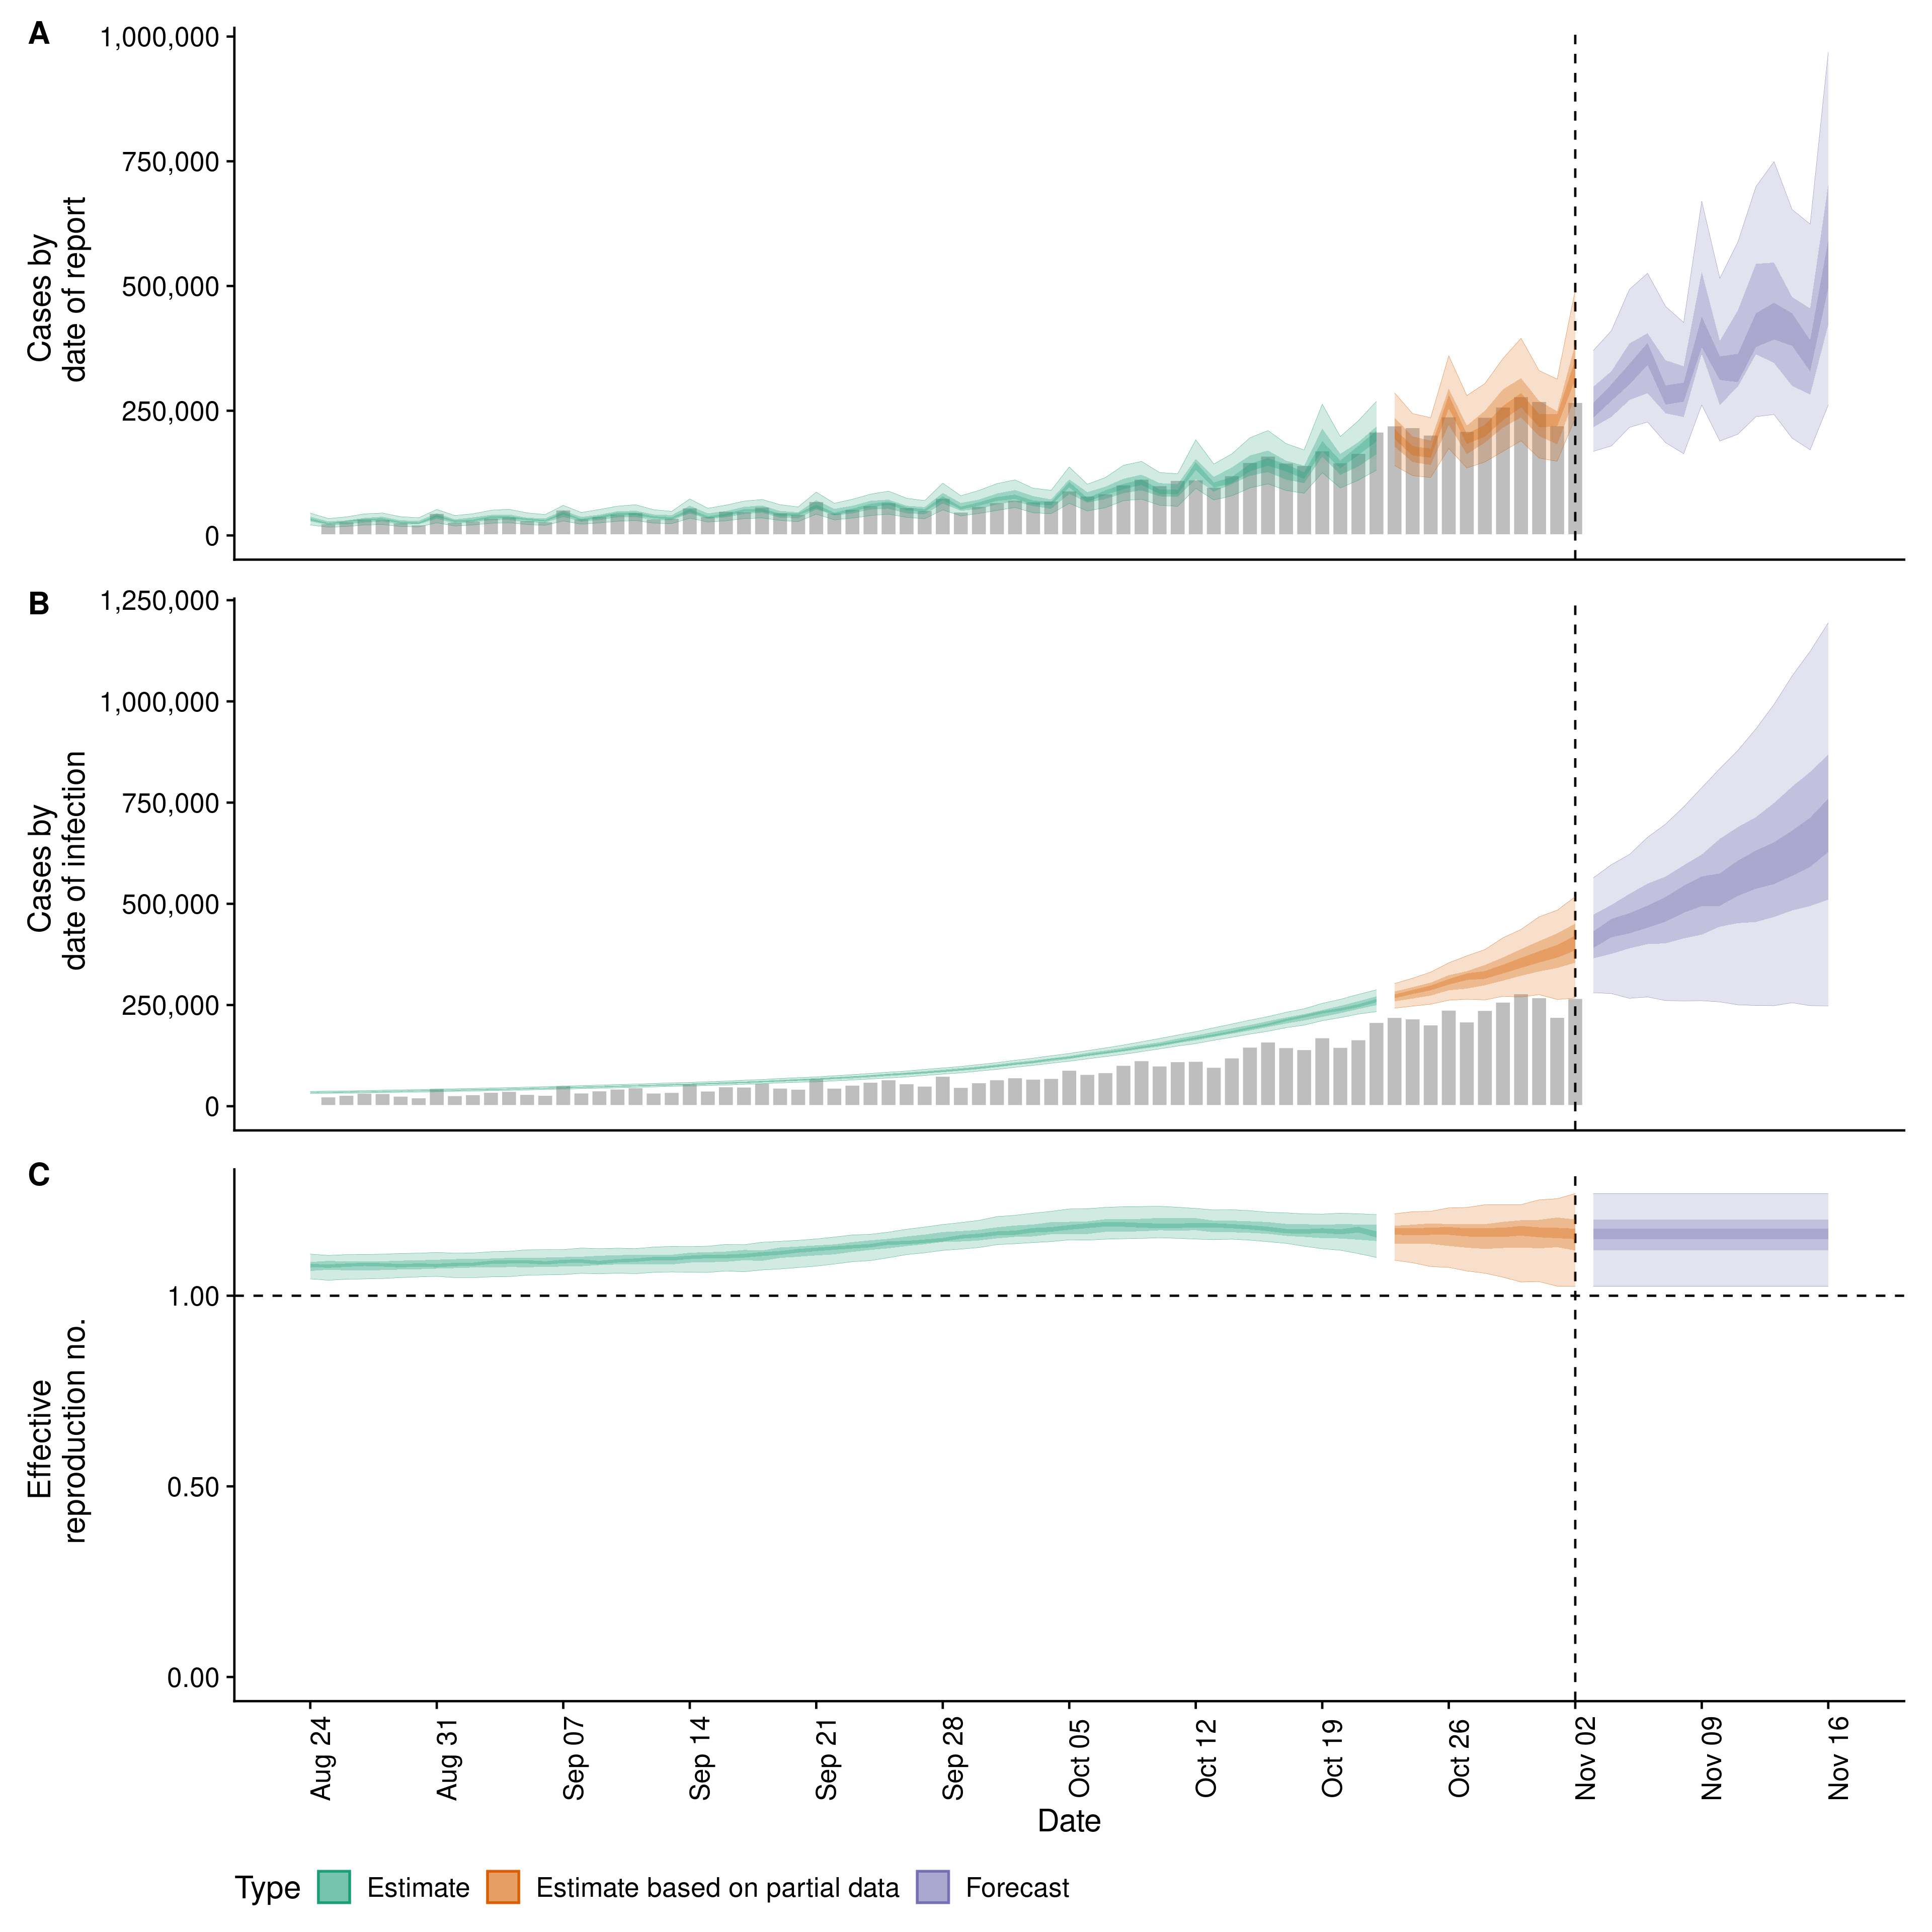 A
Cases by
date of report
1,000,000
750,000
500,000
250,000
0
B
Cases by
date of infection
1,250,000
1,000,000
750,000
500,000
250,000
0
C
Effective
reproduction no.
1.00
0.50
0.00
Aug 24
Aug 31
Sep 07
Sep 14
Sep 21
Sep 28
Oct 05
Oct 12
Oct 19
Oct 26
Nov 02
Nov 09
Nov 16
Date
Type Estimate Estimate based on partial data Forecast